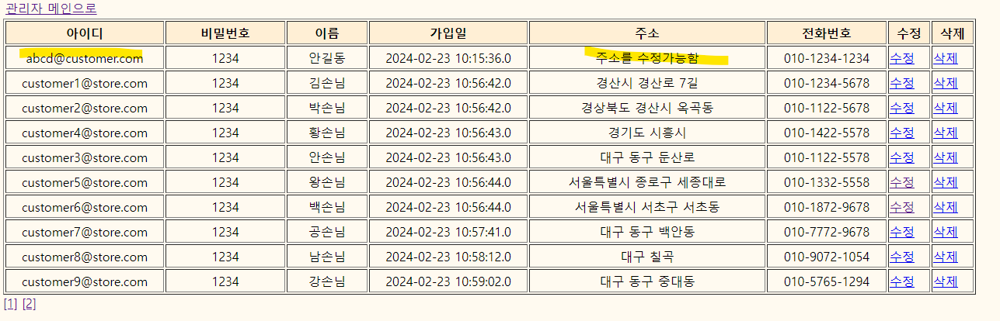 관리자 메인으로
아이디 비밀번호 이름 가입일 주소 전화번호 수정 삭제
abcd@customer.com 1234 안길동 2024-02-23 10:15:36.0 주소를 수정가능함 010-1234-1234 수정 삭제
customer1@store.com 1234 김손님 2024-02-23 10:56:42.0 경산시 경산로 7길 010-1234-5678 수정 삭제
customer2@store.com 1234 박손님 2024-02-23 10:56:42.0 경상북도 경산시 옥곡동 010-1122-5678 수정 삭제
customer4@store.com 1234 황손님 2024-02-23 10:56:43.0 경기도 시흥시 010-1422-5578 수정 삭제
customer3@store.com 1234 안손님 2024-02-23 10:56:43.0 대구 동구 둔산로 010-1122-5578 수정 삭제
customer5@store.com 1234 왕손님 2024-02-23 10:56:44.0 서울특별시 종로구 세종대로 010-1332-5558 수정 삭제
customer6@store.com 1234 백손님 2024-02-23 10:56:44.0 서울특별시 서초구 서초동 010-1872-9678 수정 삭제
customer7@store.com 1234 공손님 2024-02-23 10:57:41.0 대구 동구 백안동 010-7772-9678 수정 삭제
customer8@store.com 1234 남손님 2024-02-23 10:58:12.0 대구 칠곡 010-9072-1054 수정 삭제
customer9@store.com 1234 강손님 2024-02-23 10:59:02.0 대구 동구 중대동 010-5765-1294 수정 삭제
[1] [2]